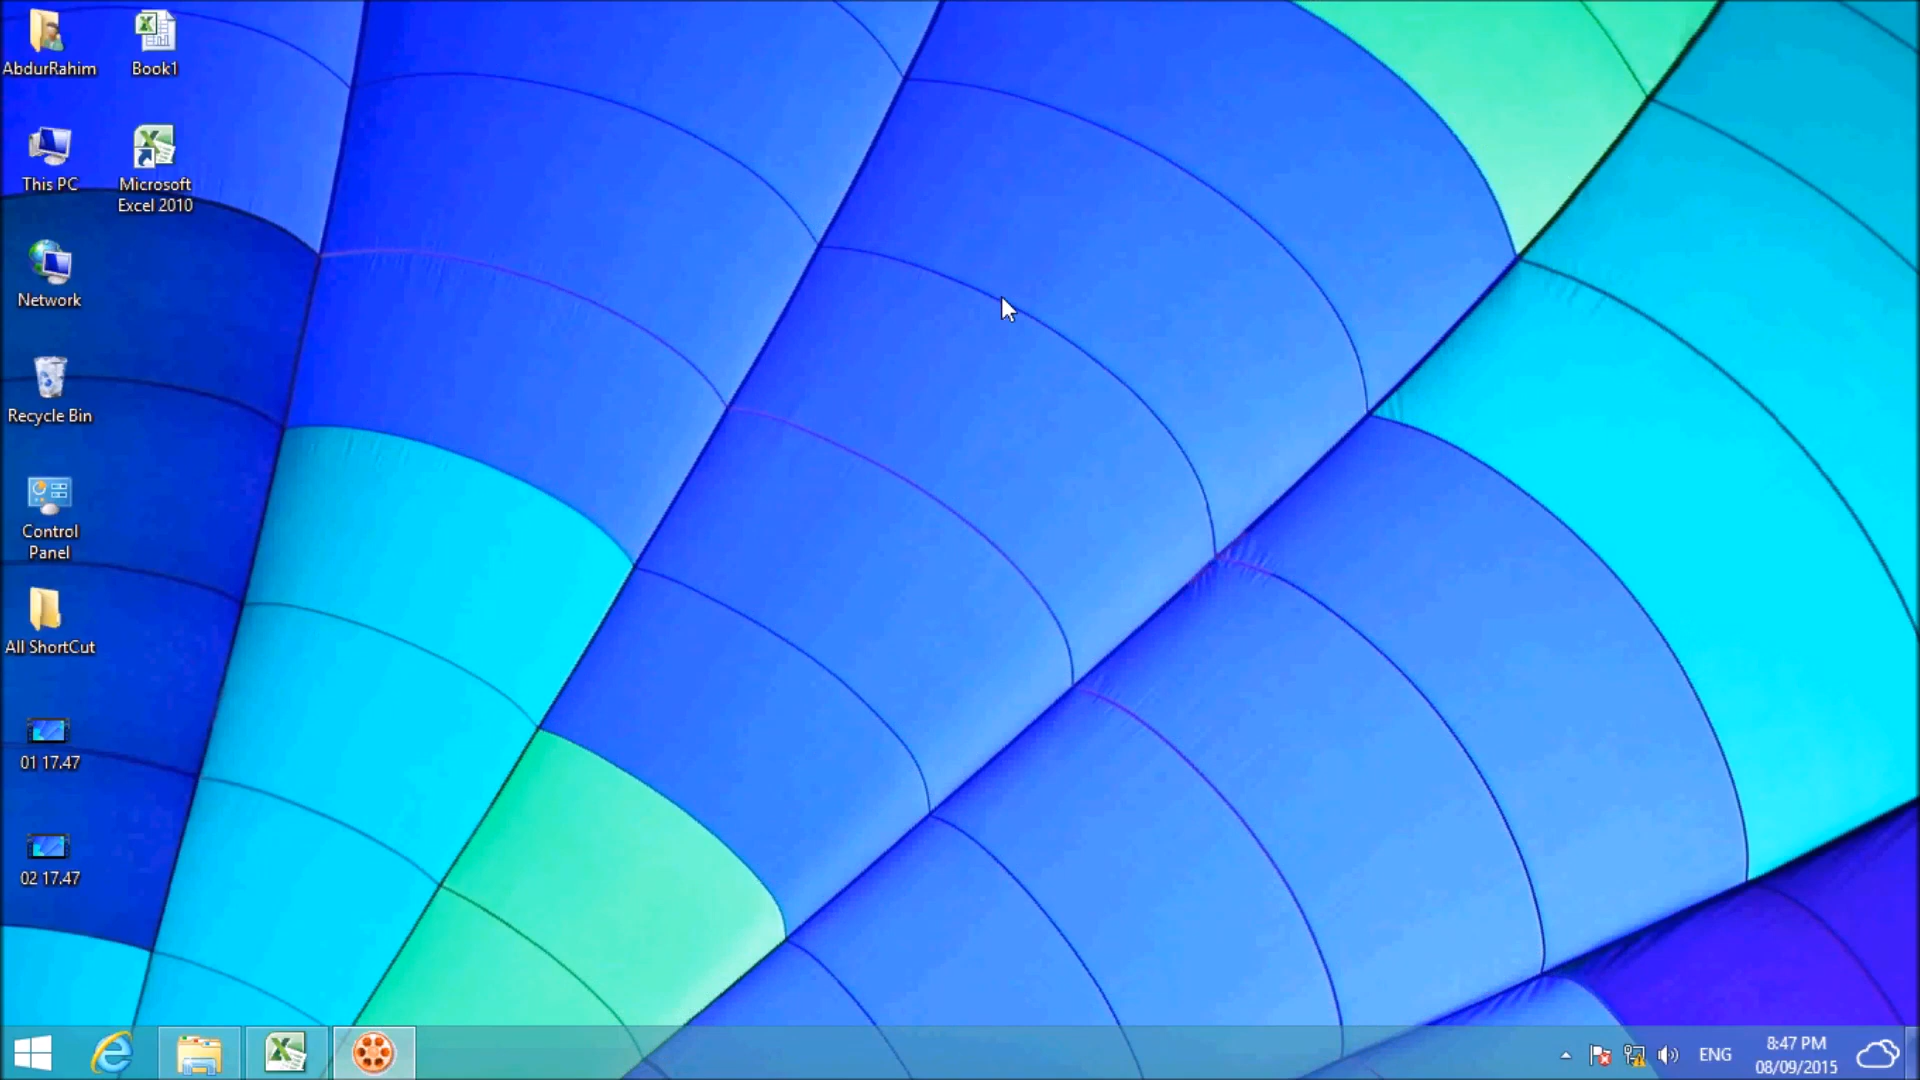 AbdurRahim
Book1
This PC
Microsoft
Excel 2010
Network
Recycle Bin
Control
Panel
All ShortCut
01 17.47
02 17.47
ENG
8:47 PM
08/09/2015